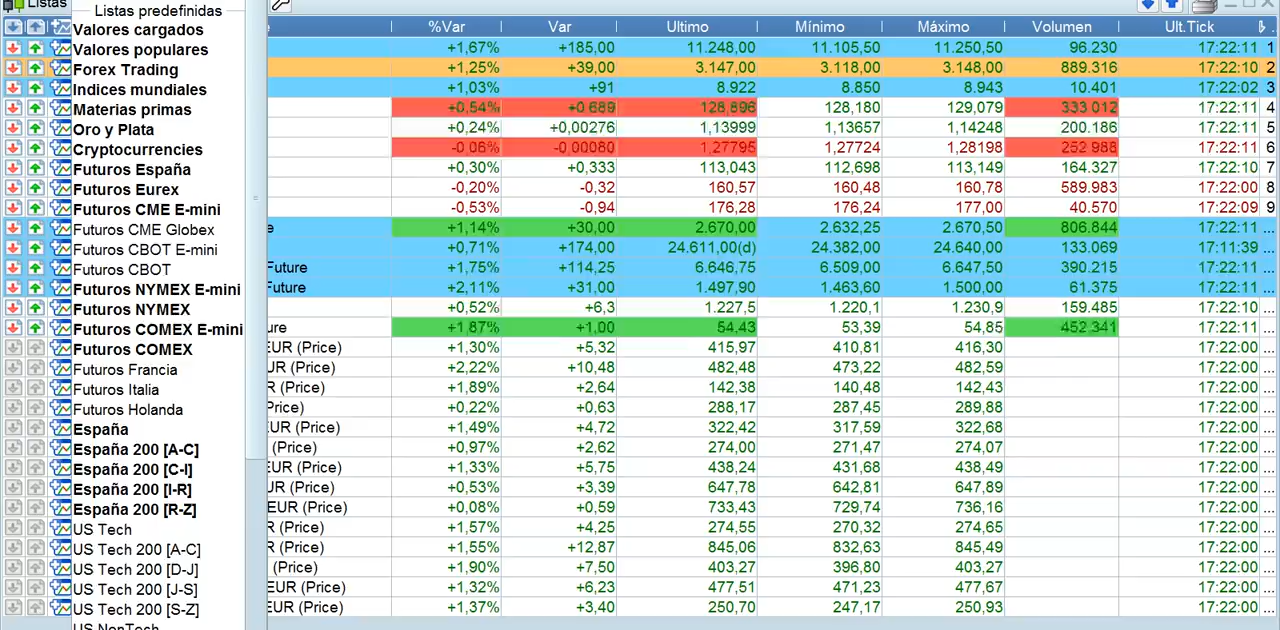 Listas
Listas predefinidas
Valores cargados
Valores populares
Forex Trading
Indices mundiales
Materias primas
Oro y Plata
Cryptocurrencies
Futuros España
Futuros Eurex
Futuros CME E-mini
Futuros CME Globex
Futuros CBOT E-mini
Futuros CBOT
Futuros NYMEX E-mini
Futuros NYMEX
Futuros COMEX E-mini
Futuros COMEX
Futuros Francia
Futuros Italia
Futuros Holanda
España
España 200 [A-C]
España 200 [C-I]
España 200 [I-R]
España 200 [R-Z]
US Tech
US Tech 200 [A-C]
US Tech 200 [D-J]
US Tech 200 [J-S]
US Tech 200 [S-Z]
US NonTech
%Var Var Ultimo Mínimo Máximo Volumen Ult.Tick
+1,67% +185,00 11.248,00 11.105,50 11.250,50 96.230 17:22:11 1
+1,25% +39,00 3.147,00 3.118,00 3.148,00 889.316 17:22:10 2
+1,03% +91 8.922 8.850 8.943 10.401 17:22:02 3
+0,54% +0,689 128,896 128,180 129,079 333.012 17:22:11 4
+0,24% +0,00276 1,13999 1,13657 1,14248 200.186 17:22:11 5
-0,06% -0,00080 1,27795 1,27724 1,28198 252.988 17:22:11 6
+0,30% +0,333 113,043 112,698 113,149 164.327 17:22:10 7
-0,20% -0,32 160,57 160,48 160,78 589.983 17:22:00 8
-0,53% -0,94 176,28 176,24 177,00 40.570 17:22:09 9
e +1,14% +30,00 2.670,00 2.632,25 2.670,50 806.844 17:22:11 ...
+0,71% +174,00 24.611,00(d) 24.382,00 24.640,00 133.069 17:11:39 ...
Future +1,75% +114,25 6.646,75 6.509,00 6.647,50 390.215 17:22:11 ...
Future +2,11% +31,00 1.497,90 1.463,60 1.500,00 61.375 17:22:11 ...
+0,52% +6,3 1.227,5 1.220,1 1.230,9 159.485 17:22:10 ...
ure +1,87% +1,00 54,43 53,39 54,85 452.341 17:22:11 ...
EUR (Price) +1,30% +5,32 415,97 410,81 416,30 17:22:00 ...
UR (Price) +2,22% +10,48 482,48 473,22 482,59 17:22:00 ...
R (Price) +1,89% +2,64 142,38 140,48 142,43 17:22:00 ...
Price) +0,22% +0,63 288,17 287,45 289,88 17:22:00 ...
UR (Price) +1,49% +4,72 322,42 317,59 322,68 17:22:00 ...
(Price) +0,97% +2,62 274,00 271,47 274,07 17:22:00 ...
UR (Price) +1,33% +5,75 438,24 431,68 438,49 17:22:00 ...
UR (Price) +0,53% +3,39 647,78 642,81 647,89 17:22:00 ...
EUR (Price) +0,08% +0,59 733,43 729,74 736,16 17:22:00 ...
UR (Price) +1,57% +4,25 274,55 270,32 274,65 17:22:00 ...
R (Price) +1,55% +12,87 845,06 832,63 845,49 17:22:00 ...
(Price) +1,90% +7,50 403,27 396,80 403,27 17:22:00 ...
EUR (Price) +1,32% +6,23 477,51 471,23 477,67 17:22:00 ...
EUR (Price) +1,37% +3,40 250,70 247,17 250,93 17:22:00 ...